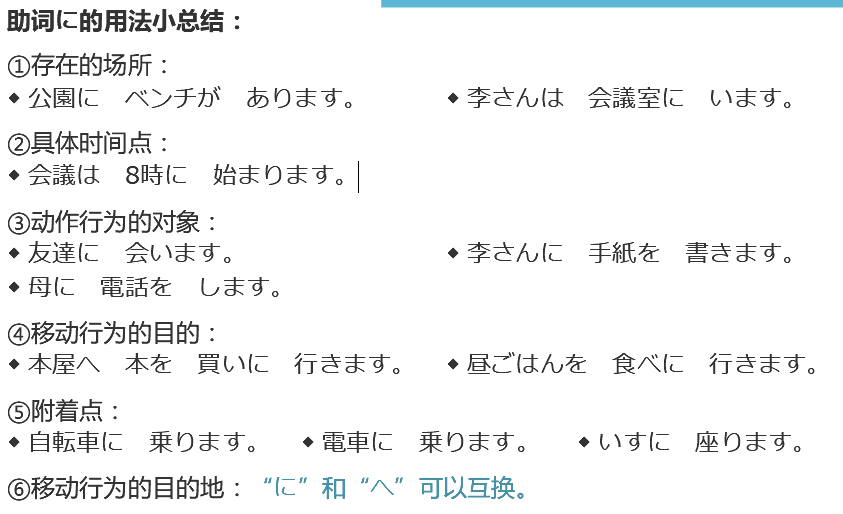 助词に的用法小总结：
①存在的场所：
◆ 公園に　ベンチが　あります。　◆ 李さんは　会議室に　います。
②具体时间点：
◆ 会議は　8時に　始まります。
③动作行为的对象：
◆ 友達に　会います。　◆ 李さんに　手紙を　書きます。
◆ 母に　電話を　します。
④移动行为的目的：
◆ 本屋へ　本を　買いに　行きます。　◆ 昼ごはんを　食べに　行きます。
⑤附着点：
◆ 自転車に　乗ります。　◆ 電車に　乗ります。　◆ いすに　座ります。
⑥移动行为的目的地：“に”和“へ”可以互换。